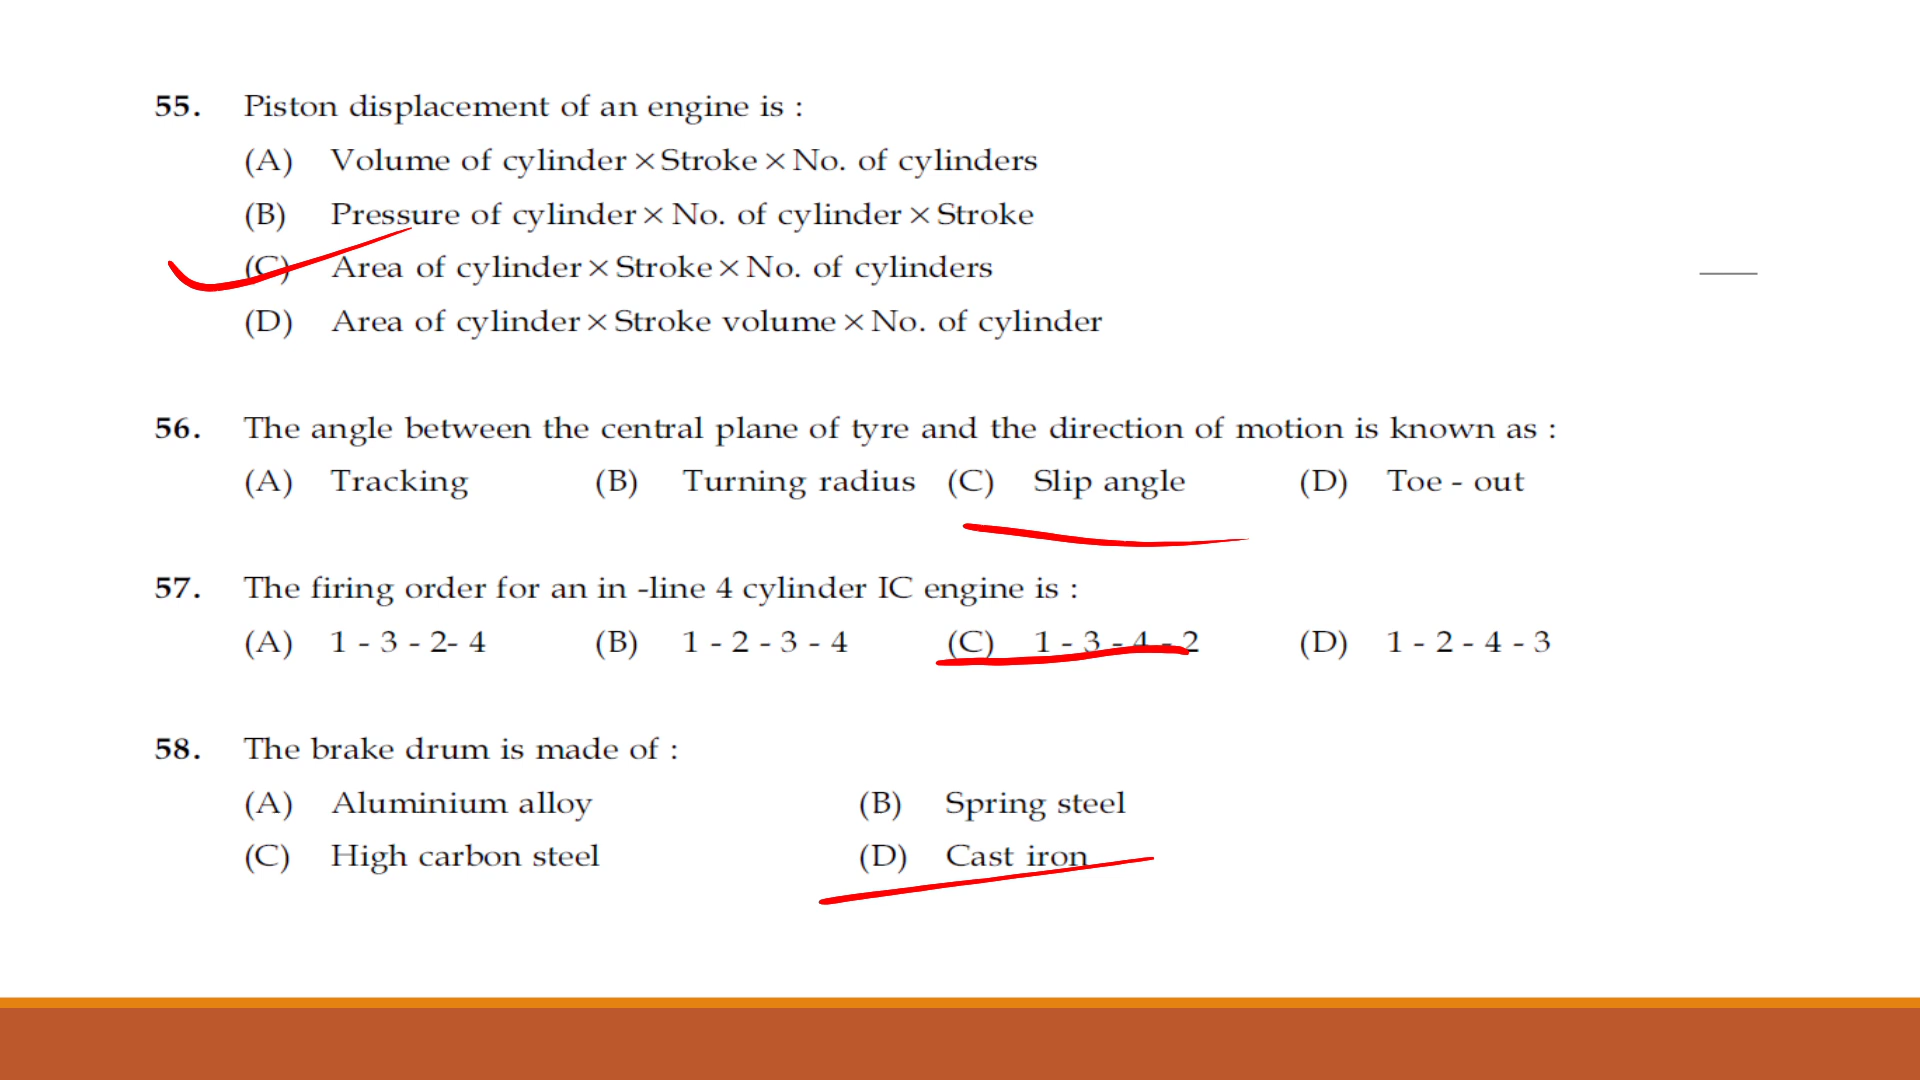 55. Piston displacement of an engine is :
(A) Volume of cylinder × Stroke × No. of cylinders
(B) Pressure of cylinder × No. of cylinder × Stroke
(C) Area of cylinder × Stroke × No. of cylinders
(D) Area of cylinder × Stroke volume × No. of cylinder
56. The angle between the central plane of tyre and the direction of motion is known as :
(A) Tracking (B) Turning radius (C) Slip angle (D) Toe - out
57. The firing order for an in -line 4 cylinder IC engine is :
(A) 1 - 3 - 2- 4 (B) 1 - 2 - 3 - 4 (C) 1 - 3 - 4 - 2 (D) 1 - 2 - 4 - 3
58. The brake drum is made of :
(A) Aluminium alloy (B) Spring steel
(C) High carbon steel (D) Cast iron